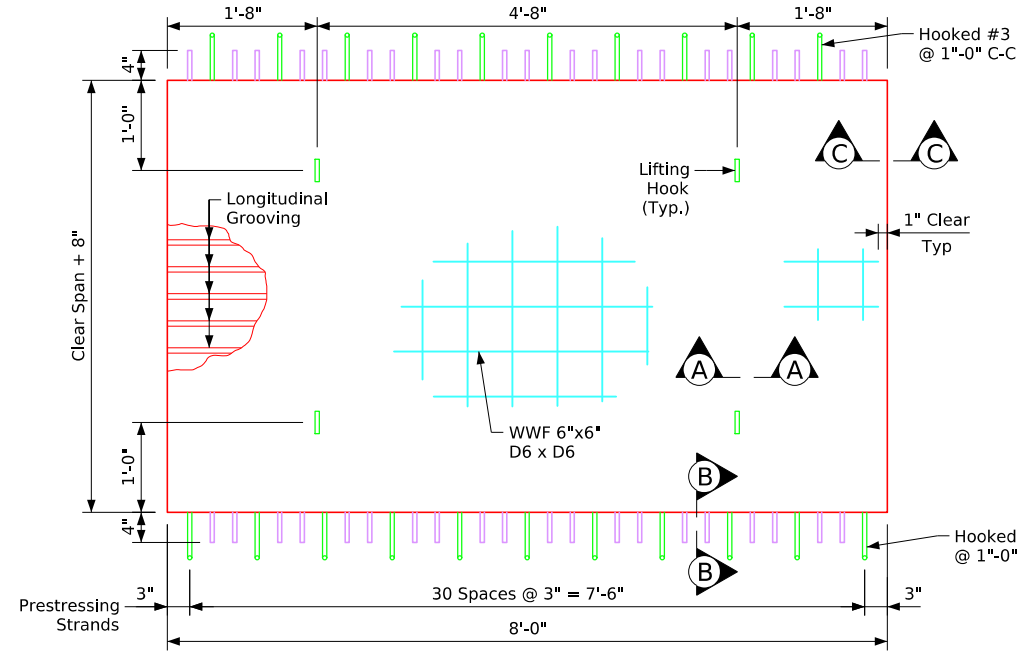 1'-8"
4'-8"
1'-8"
Hooked #3
@ 1"-0" C-C
4"
1'-0"
C
C
Lifting
Hook
(Typ.)
Longitudinal
Grooving
1" Clear
Typ
Clear Span + 8"
A
A
WWF 6"x6"
D6 x D6
1'-0"
B
4"
Hooked
@ 1"-0"
B
3"
30 Spaces @ 3" = 7'-6"
3"
Prestressing
Strands
8'-0"